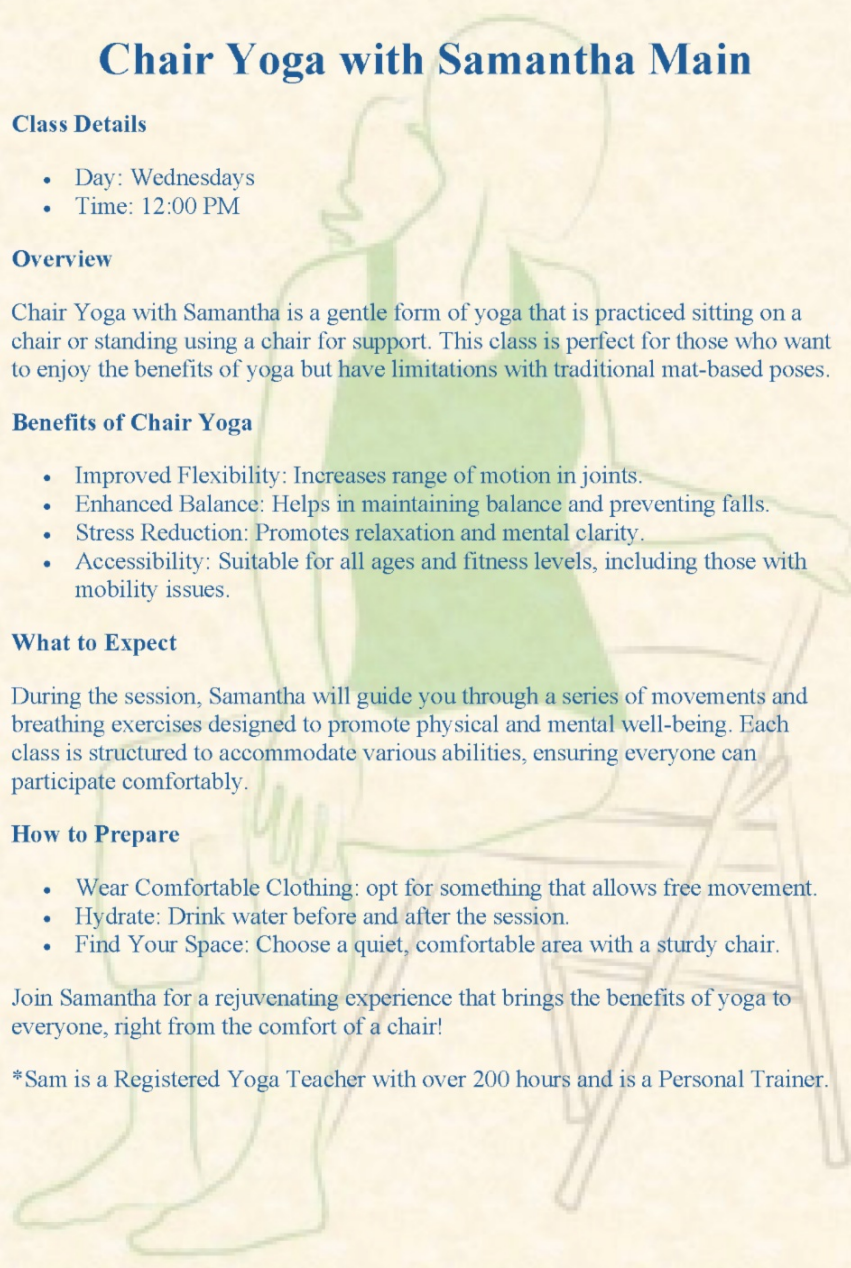 Chair Yoga with Samantha Main
Class Details
• Day: Wednesdays
• Time: 12:00 PM
Overview
Chair Yoga with Samantha is a gentle form of yoga that is practiced sitting on a
chair or standing using a chair for support. This class is perfect for those who want
to enjoy the benefits of yoga but have limitations with traditional mat-based poses.
Benefits of Chair Yoga
• Improved Flexibility: Increases range of motion in joints.
• Enhanced Balance: Helps in maintaining balance and preventing falls.
• Stress Reduction: Promotes relaxation and mental clarity.
• Accessibility: Suitable for all ages and fitness levels, including those with
mobility issues.
What to Expect
During the session, Samantha will guide you through a series of movements and
breathing exercises designed to promote physical and mental well-being. Each
class is structured to accommodate various abilities, ensuring everyone can
participate comfortably.
How to Prepare
• Wear Comfortable Clothing: opt for something that allows free movement.
• Hydrate: Drink water before and after the session.
• Find Your Space: Choose a quiet, comfortable area with a sturdy chair.
Join Samantha for a rejuvenating experience that brings the benefits of yoga to
everyone, right from the comfort of a chair!
*Sam is a Registered Yoga Teacher with over 200 hours and is a Personal Trainer.